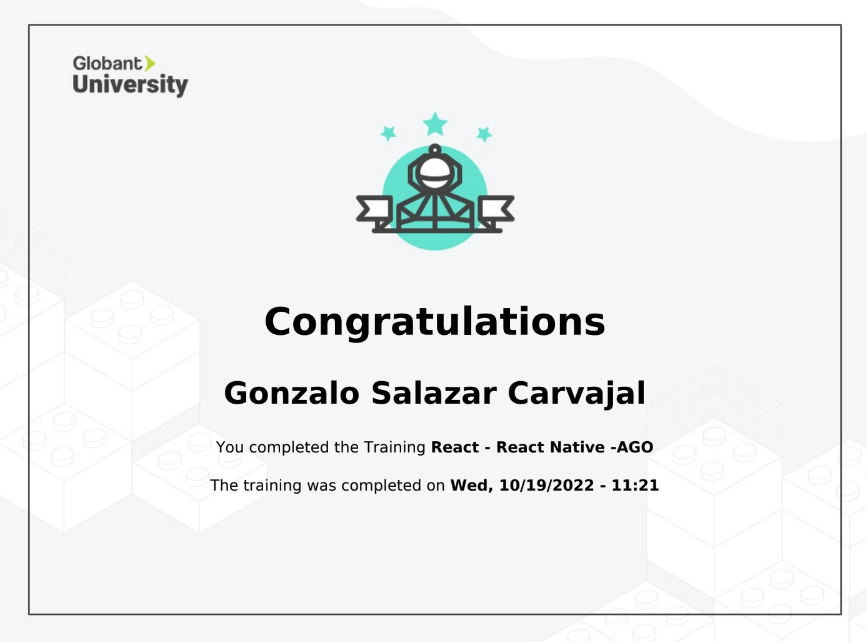 Globant
University
Congratulations
Gonzalo Salazar Carvajal
You completed the Training React - React Native -AGO
The training was completed on Wed, 10/19/2022 - 11:21